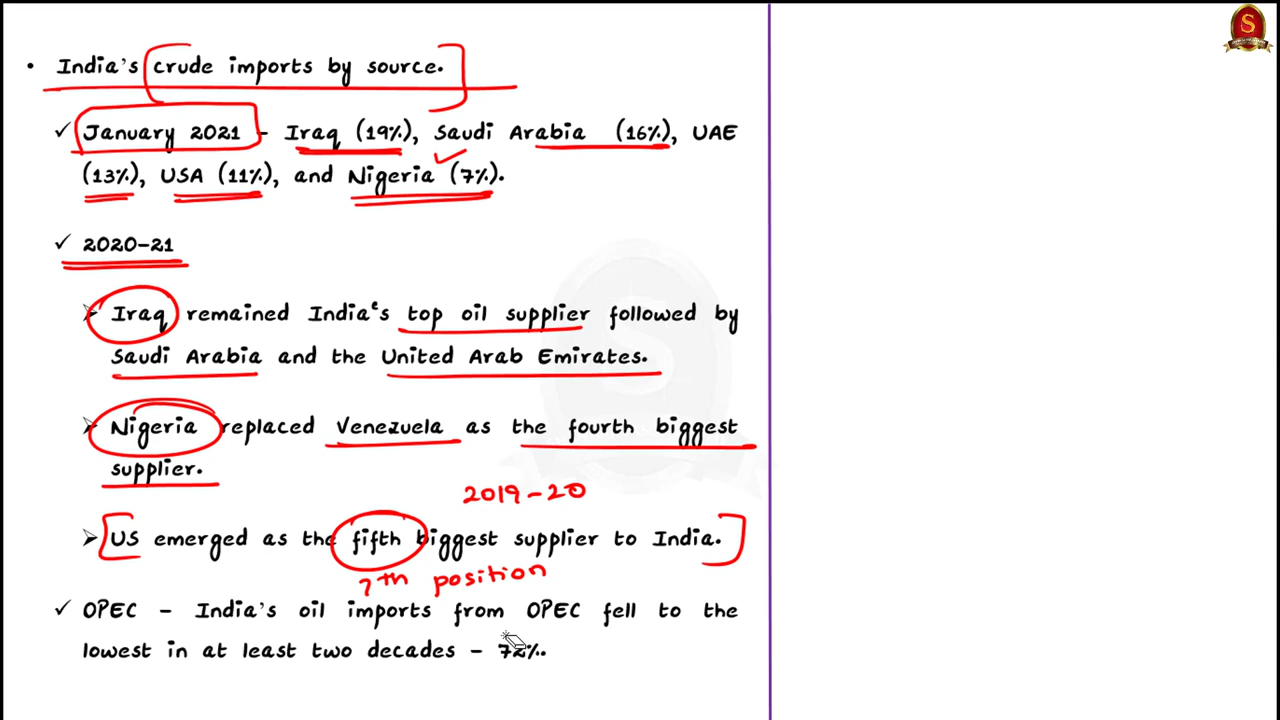 • India's crude imports by source.
✓ January 2021 - Iraq (19%), Saudi Arabia (16%), UAE
(13%), USA (11%), and Nigeria (7%).
✓ 2020-21
➢ Iraq remained India's top oil supplier followed by
Saudi Arabia and the United Arab Emirates.
➢ Nigeria replaced Venezuela as the fourth biggest
supplier.
2019-20
➢ US emerged as the fifth biggest supplier to India.
7th position
✓ OPEC - India's oil imports from OPEC fell to the
lowest in at least two decades - 72%.
S